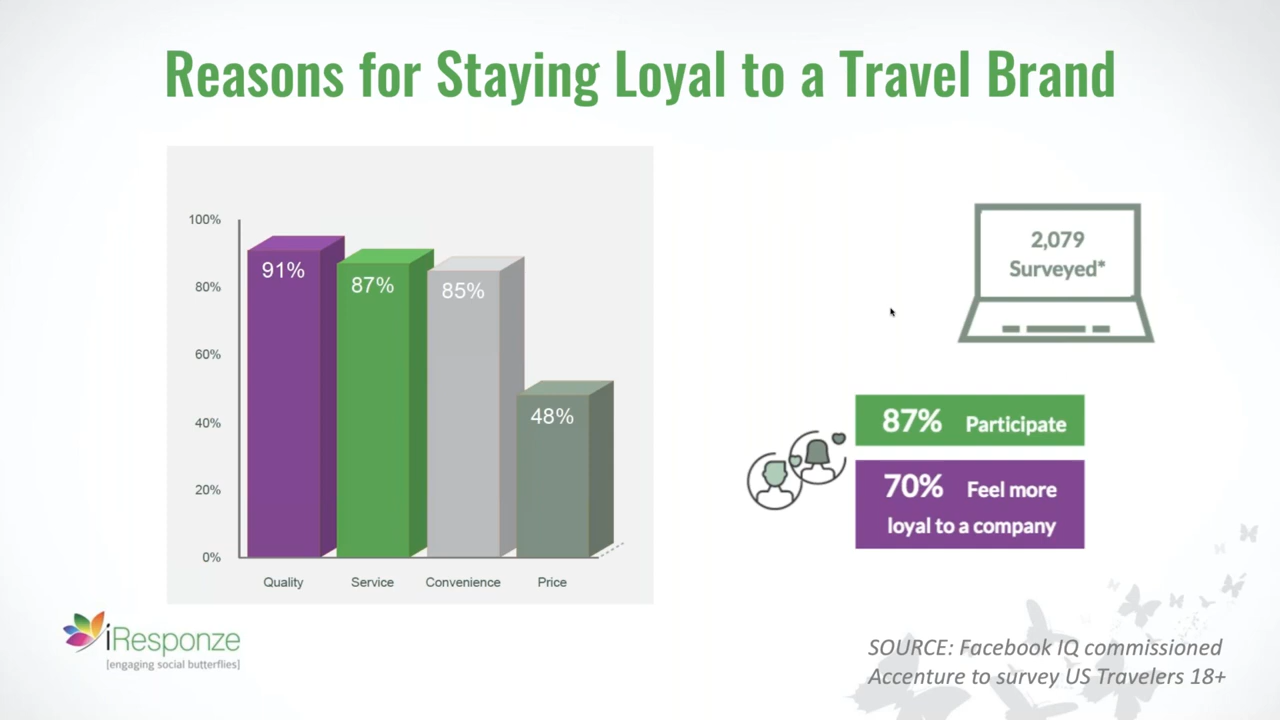 Reasons for Staying Loyal to a Travel Brand
100%
80%
60%
40%
20%
0%
91%
87%
85%
48%
Quality
Service
Convenience
Price
2,079
Surveyed*
87% Participate
70% Feel more
loyal to a company
iResponze
[engaging social butterflies]
SOURCE: Facebook IQ commissioned
Accenture to survey US Travelers 18+